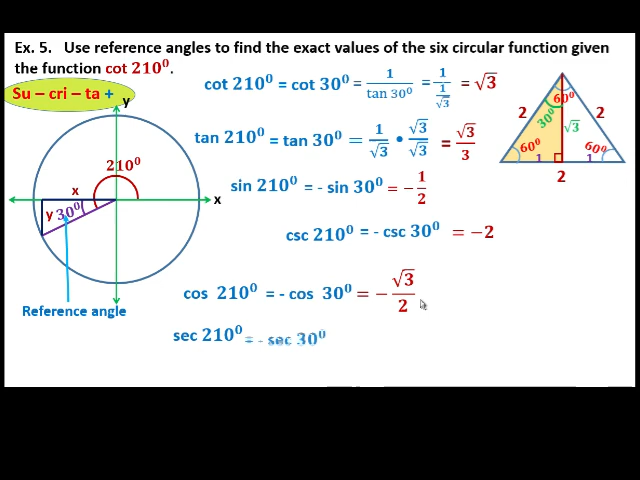 Ex. 5. Use reference angles to find the exact values of the six circular function given
the function cot 210⁰.
Su – cri – ta +
y
x
210⁰
x
y 30⁰
Reference angle
cot 210⁰ = cot 30⁰ = 1/tan 30⁰ = 1/(1/√3) = √3
tan 210⁰ = tan 30⁰ = 1/√3 • √3/√3 = √3/3
sin 210⁰ = - sin 30⁰ = − 1/2
csc 210⁰ = - csc 30⁰ = −2
cos 210⁰ = - cos 30⁰ = − √3/2
sec 210⁰ = - sec 30⁰
60⁰
30⁰
2
2
√3
60⁰
60⁰
1
1
2